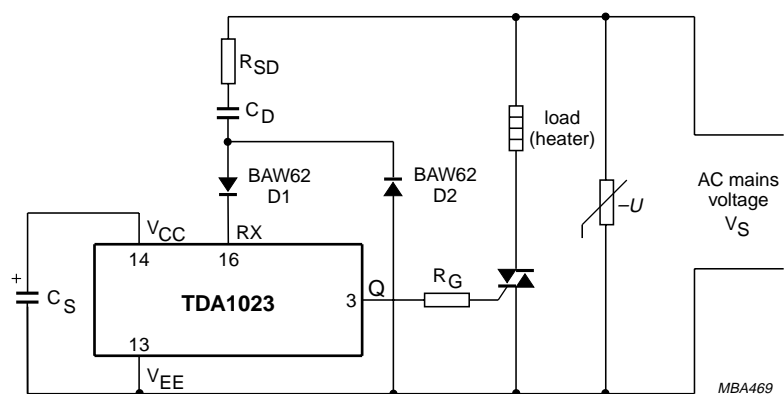 RSD
CD
load
(heater)
BAW62
D1
BAW62
D2
–U
AC mains
voltage
VS
VCC
RX
14
16
CS
+
TDA1023
3
Q
RG
13
VEE
MBA469